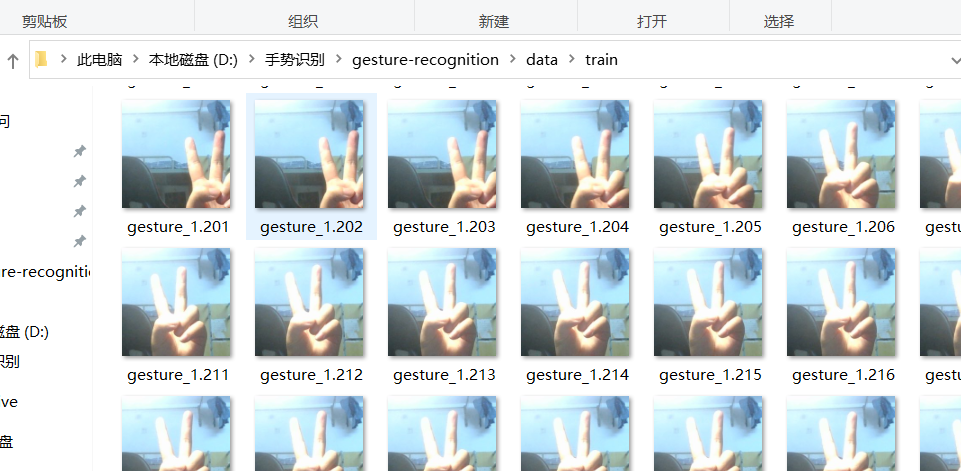 剪贴板 组织 新建 打开 选择
此电脑 本地磁盘 (D:) 手势识别 gesture-recognition data train
问
gesture_1.201 gesture_1.202 gesture_1.203 gesture_1.204 gesture_1.205 gesture_1.206 gestu
re-recogniti
盘 (D:)
gesture_1.211 gesture_1.212 gesture_1.213 gesture_1.214 gesture_1.215 gesture_1.216 gestu
识别
ve
盘